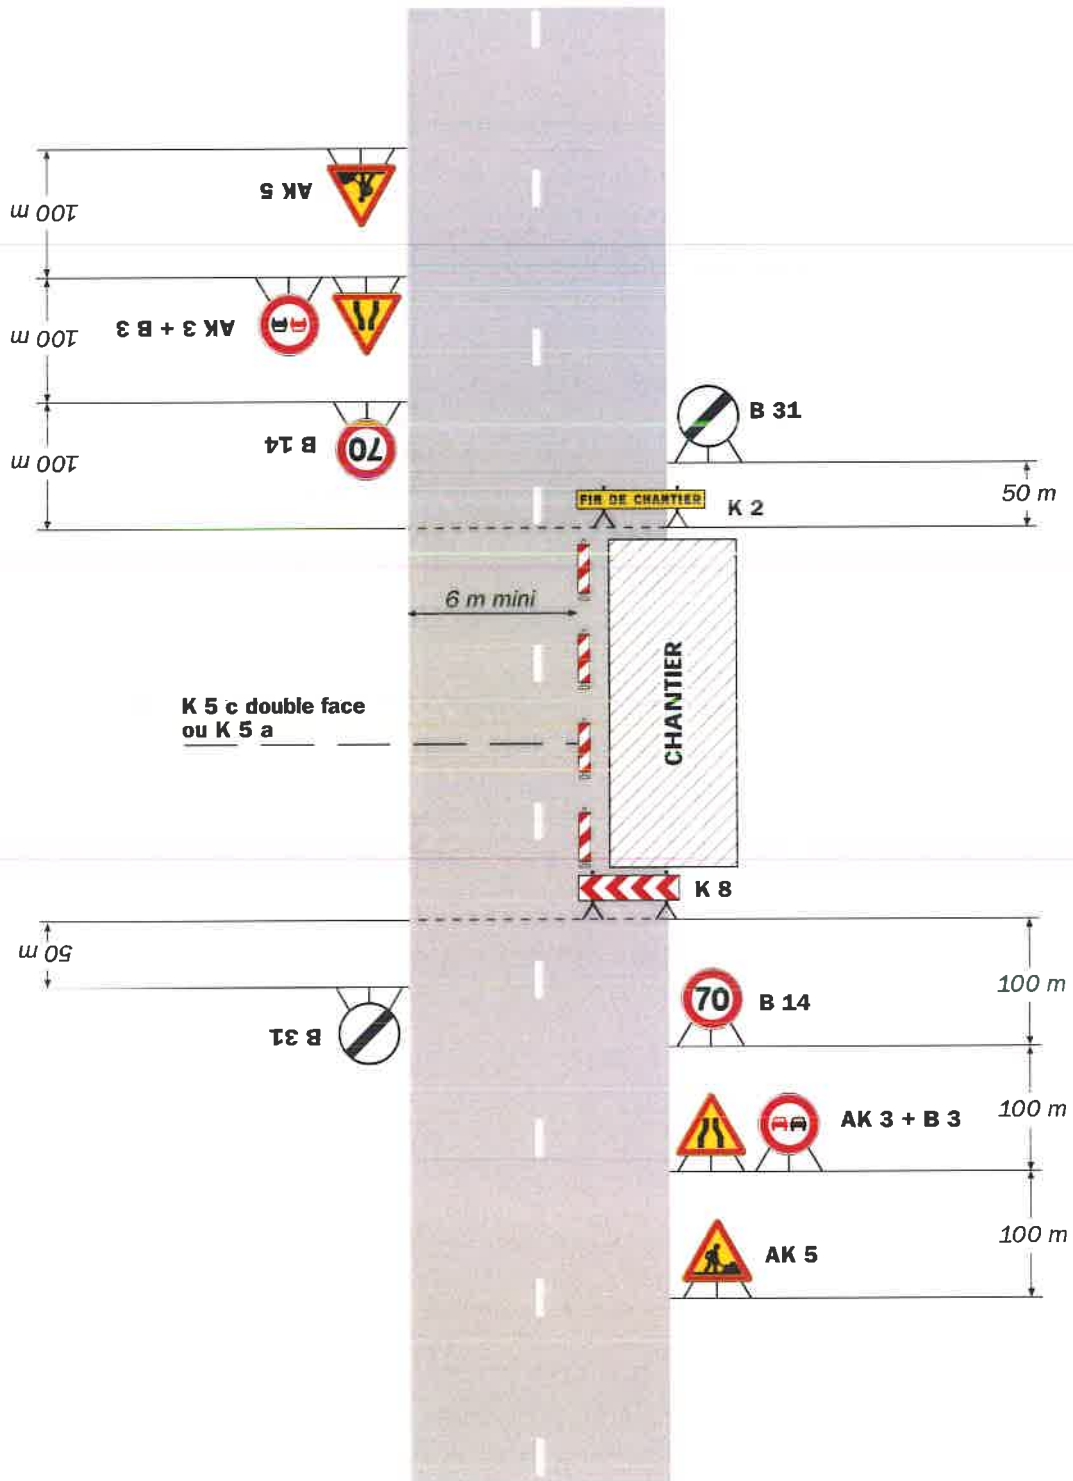 AK 5
100 m
AK 3 + B 3
100 m
B 14
70
100 m
B 31
50 m
FIN DE CHANTIER
K 2
6 m mini
CHANTIER
K 5 c double face
ou K 5 a
K 8
50 m
B 31
70
B 14
100 m
AK 3 + B 3
100 m
AK 5
100 m